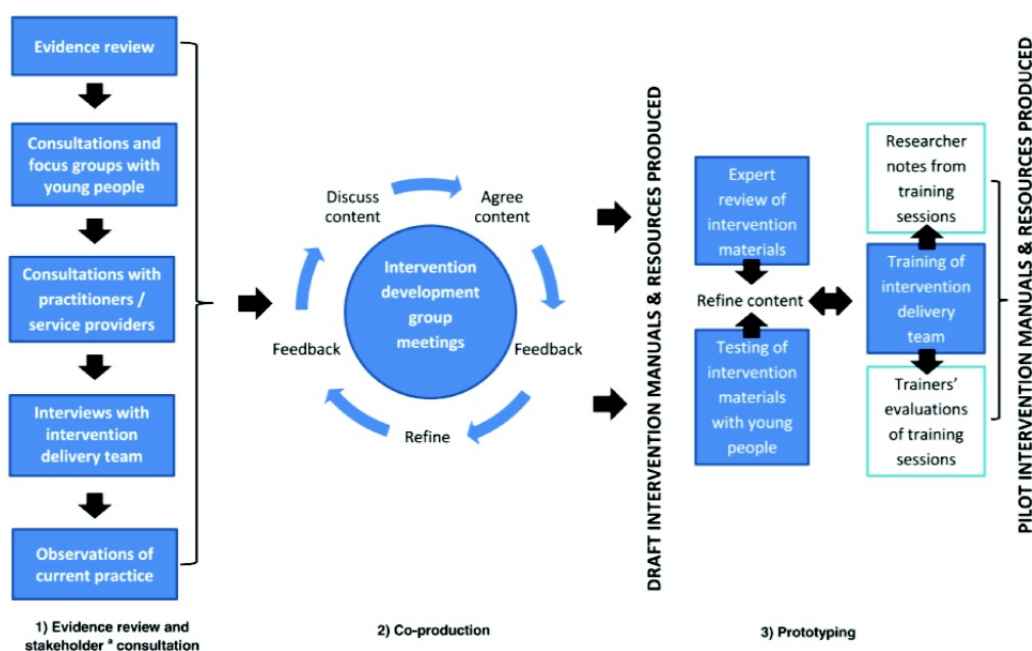 Evidence review
Consultations and
focus groups with
young people
Consultations with
practitioners /
service providers
Interviews with
intervention
delivery team
Observations of
current practice
1) Evidence review and
stakeholder ª consultation
Discuss
content
Agree
content
Intervention
development
group
meetings
Feedback
Feedback
Refine
2) Co-production
DRAFT INTERVENTION MANUALS & RESOURCES PRODUCED
Expert
review of
intervention
materials
Refine content
Testing of
intervention
materials
with young
people
Researcher
notes from
training
sessions
Training of
intervention
delivery
team
Trainers'
evaluations
of training
sessions
3) Prototyping
PILOT INTERVENTION MANUALS & RESOURCES PRODUCED